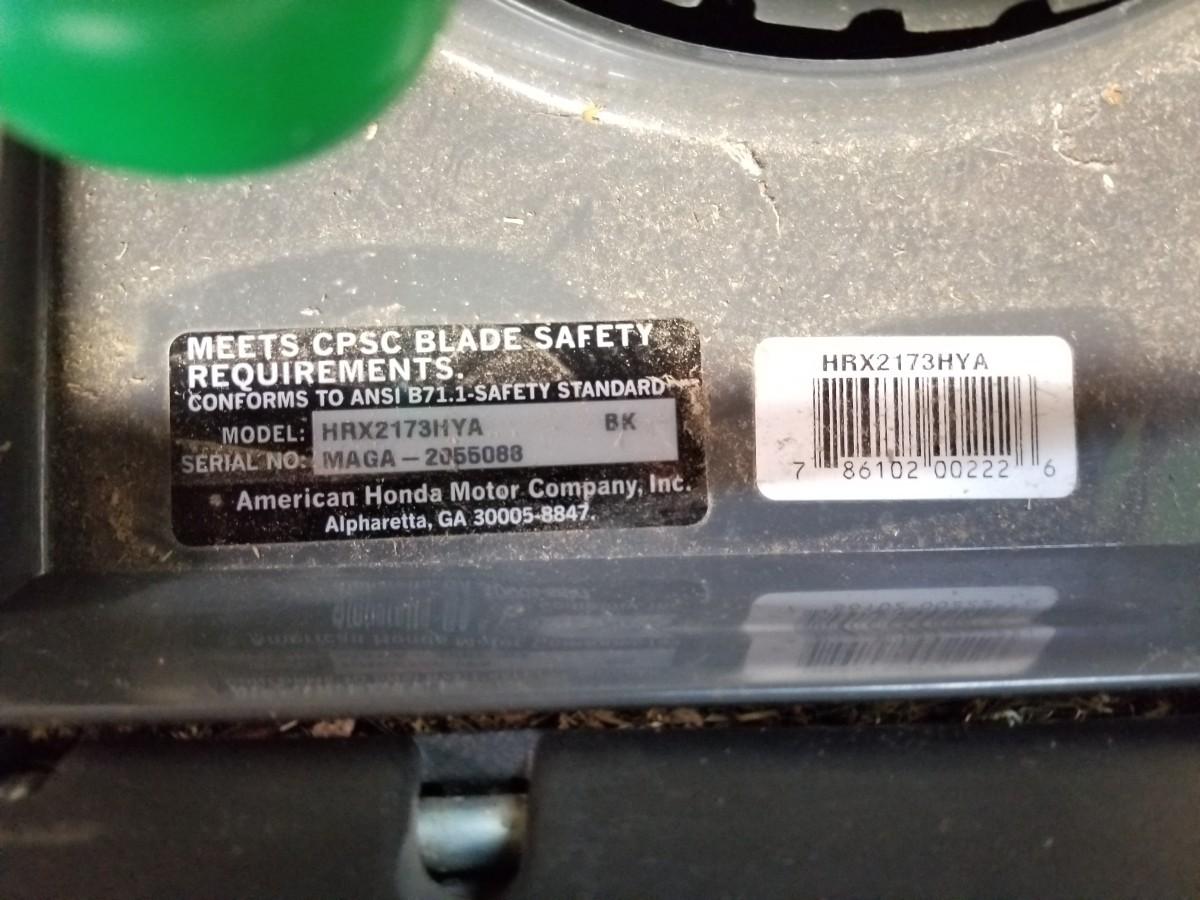 MEETS CPSC BLADE SAFETY
REQUIREMENTS.
CONFORMS TO ANSI B71.1-SAFETY STANDARD
MODEL: HRX2173HYA BK
SERIAL NO: MAGA-2055088
American Honda Motor Company, Inc.
Alpharetta, GA 30005-8847.
HRX2173HYA
7 86102 00222 6